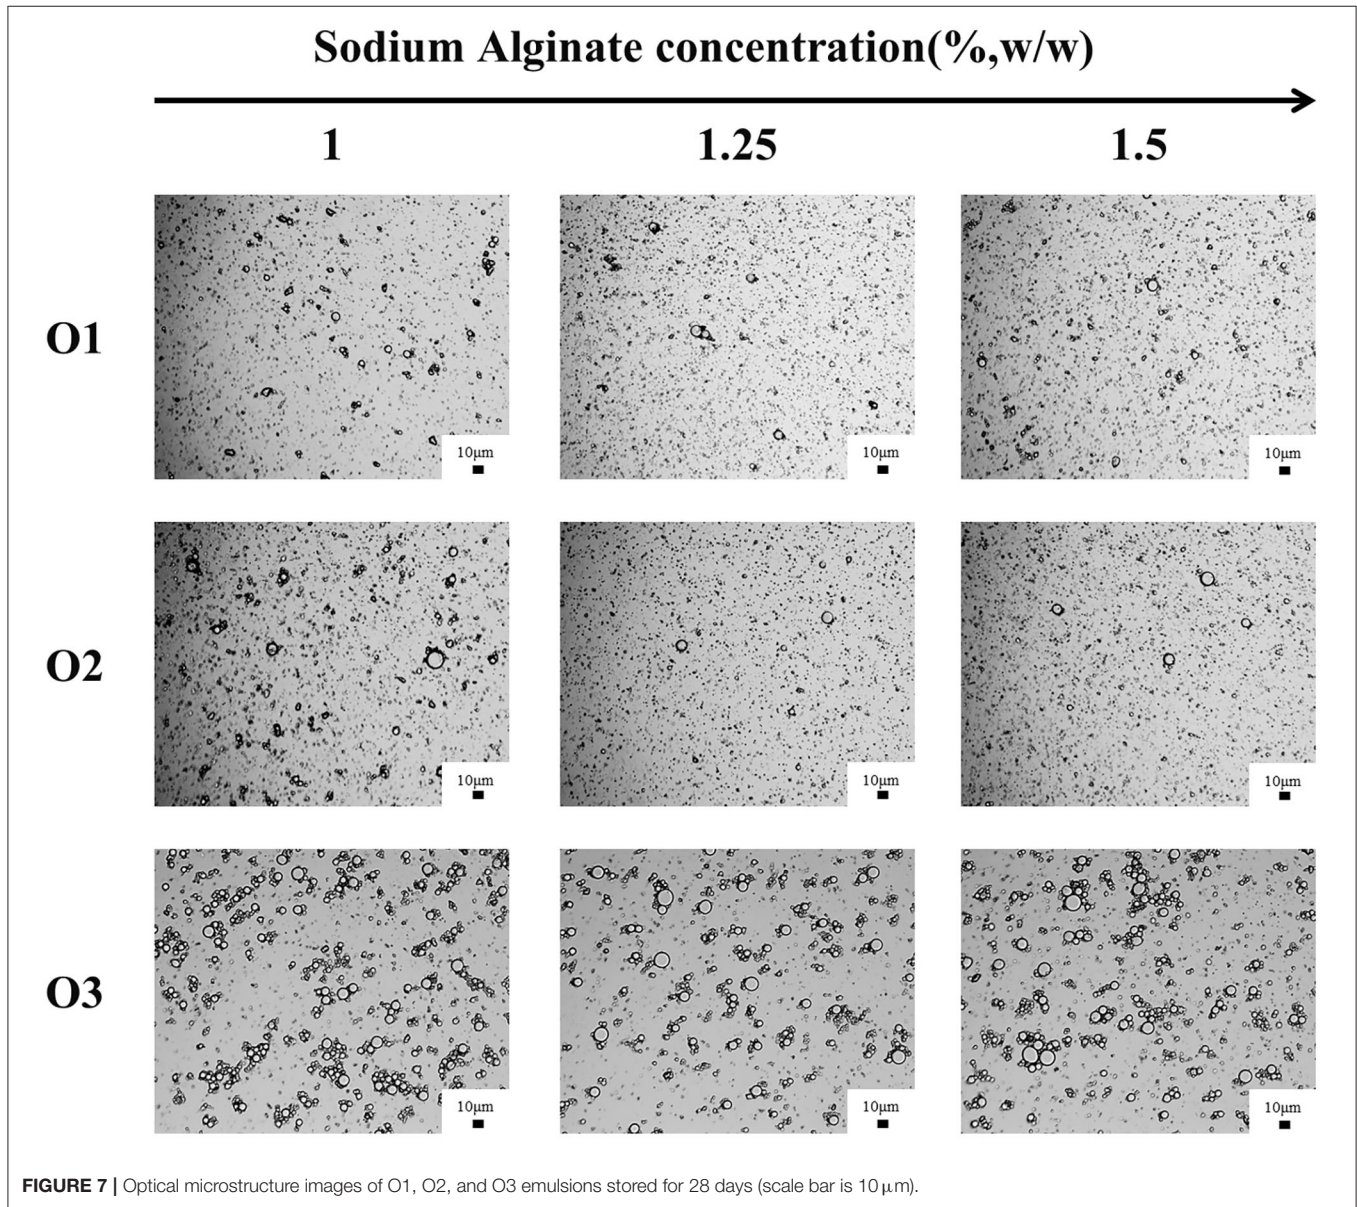 Sodium Alginate concentration(%,w/w)
1 1.25 1.5
O1
10μm 10μm 10μm
O2
10μm 10μm 10μm
O3
10μm 10μm 10μm
FIGURE 7 | Optical microstructure images of O1, O2, and O3 emulsions stored for 28 days (scale bar is 10 μm).